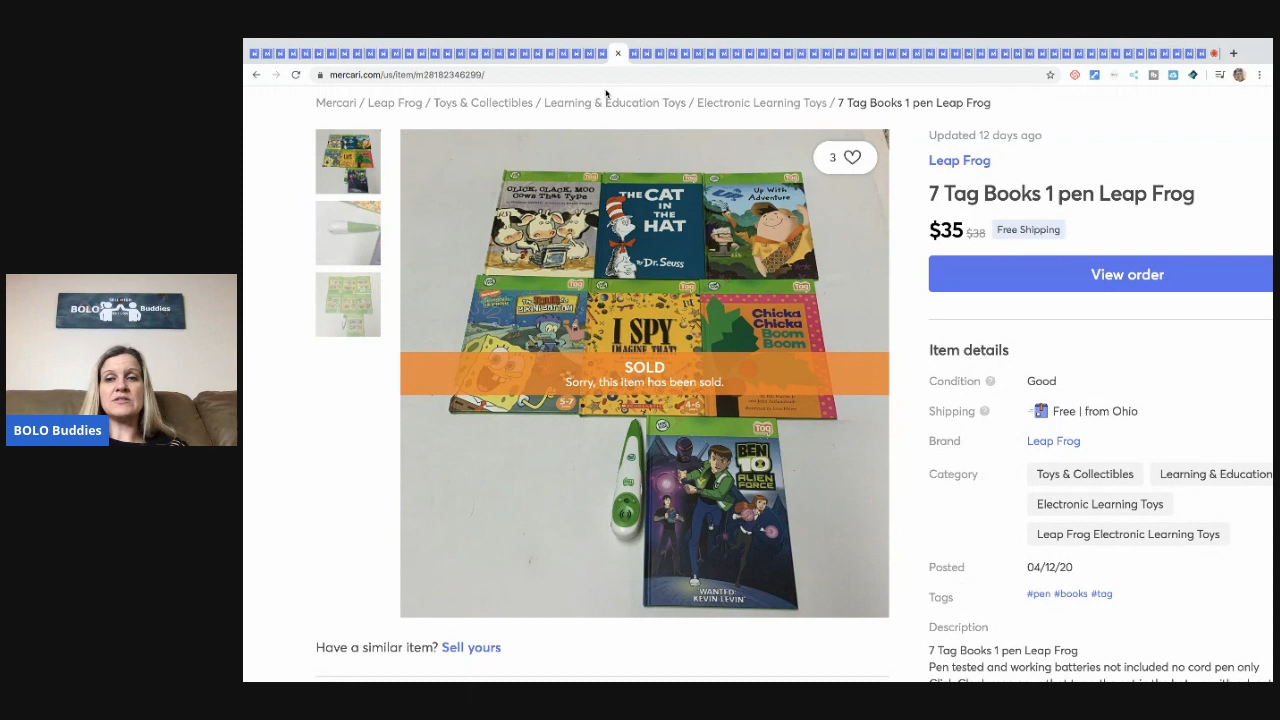 mercari.com/us/item/m28182346299/
Mercari / Leap Frog / Toys & Collectibles / Learning & Education Toys / Electronic Learning Toys / 7 Tag Books 1 pen Leap Frog
Updated 12 days ago
Leap Frog
7 Tag Books 1 pen Leap Frog
$35 $38 Free Shipping
View order
Item details
Condition Good
Shipping Free | from Ohio
Brand Leap Frog
Category Toys & Collectibles Learning & Education
Electronic Learning Toys
Leap Frog Electronic Learning Toys
Posted 04/12/20
Tags #pen #books #tag
Description
7 Tag Books 1 pen Leap Frog
Pen tested and working batteries not included no cord pen only
3
CLICK, CLACK, MOO
Cows That Type
THE CAT
IN
THE
HAT
By Dr. Seuss
Up With
Adventure
Tag
I SPY
IMAGINE THAT!
Chicka
Chicka
Boom
Boom
SOLD
Sorry, this item has been sold.
5-7
SCHOLASTIC
4-6
Tag
BEN
10
ALIEN
FORCE
WANTED:
KEVIN LEVIN
Have a similar item? Sell yours
BOLO Buddies
BOLO Buddies